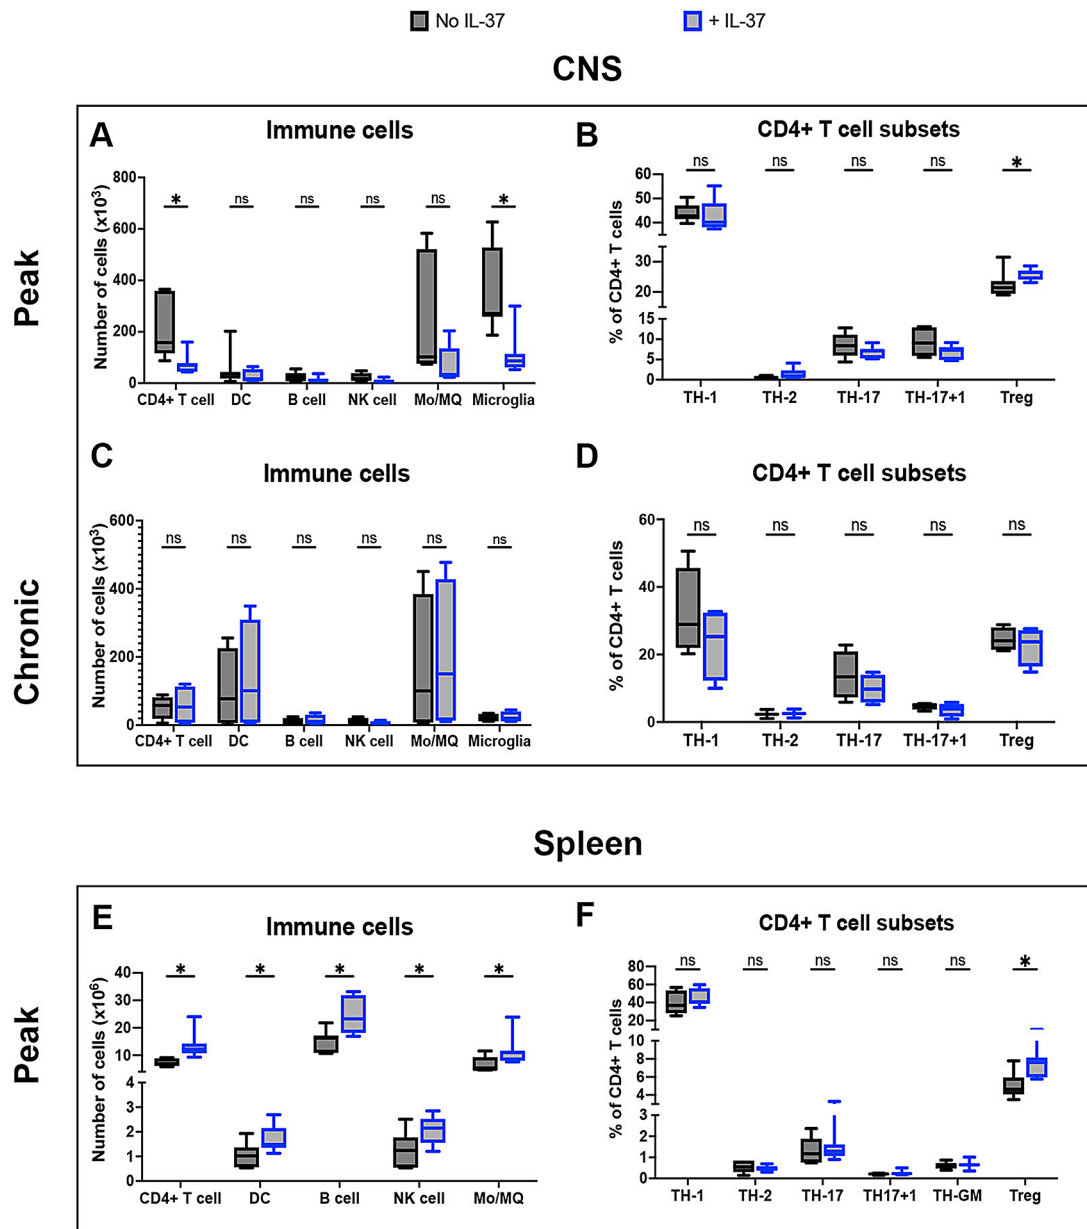 No IL-37
+ IL-37
CNS
Peak
A
Immune cells
Number of cells (x10³)
800
600
400
200
0
* ns ns ns ns *
CD4+ T cell DC B cell NK cell Mo/MQ Microglia
B
CD4+ T cell subsets
% of CD4+ T cells
60
50
40
30
20
15
10
5
0
ns ns ns ns *
TH-1 TH-2 TH-17 TH-17+1 Treg
Chronic
C
Immune cells
Number of cells (x10³)
600
400
200
0
ns ns ns ns ns ns
CD4+ T cell DC B cell NK cell Mo/MQ Microglia
D
CD4+ T cell subsets
% of CD4+ T cells
60
40
20
0
ns ns ns ns ns
TH-1 TH-2 TH-17 TH-17+1 Treg
Spleen
Peak
E
Immune cells
Number of cells (x10⁶)
40
30
20
10
4
3
2
1
0
* * * * *
CD4+ T cell DC B cell NK cell Mo/MQ
F
CD4+ T cell subsets
% of CD4+ T cells
80
60
40
20
10
8
6
4
3
2
1
0
ns ns ns ns ns *
TH-1 TH-2 TH-17 TH17+1 TH-GM Treg